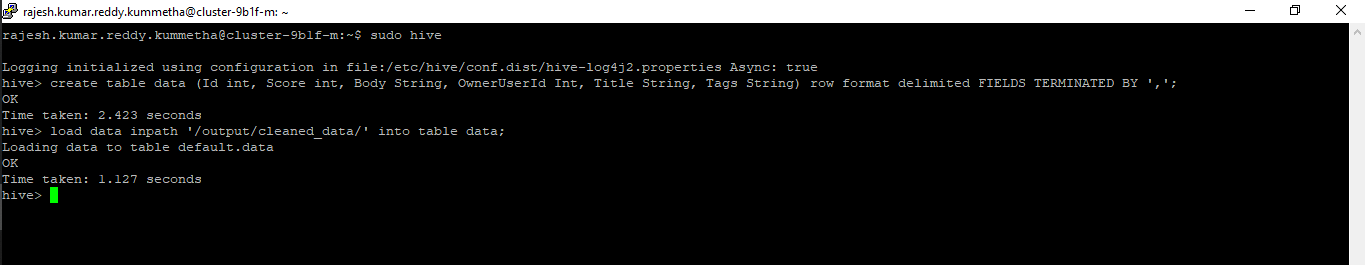 rajesh.kumar.reddy.kummetha@cluster-9b1f-m: ~
rajesh.kumar.reddy.kummetha@cluster-9b1f-m:~$ sudo hive
Logging initialized using configuration in file:/etc/hive/conf.dist/hive-log4j2.properties Async: true
hive> create table data (Id int, Score int, Body String, OwnerUserId Int, Title String, Tags String) row format delimited FIELDS TERMINATED BY ',';
OK
Time taken: 2.423 seconds
hive> load data inpath '/output/cleaned_data/' into table data;
Loading data to table default.data
OK
Time taken: 1.127 seconds
hive>